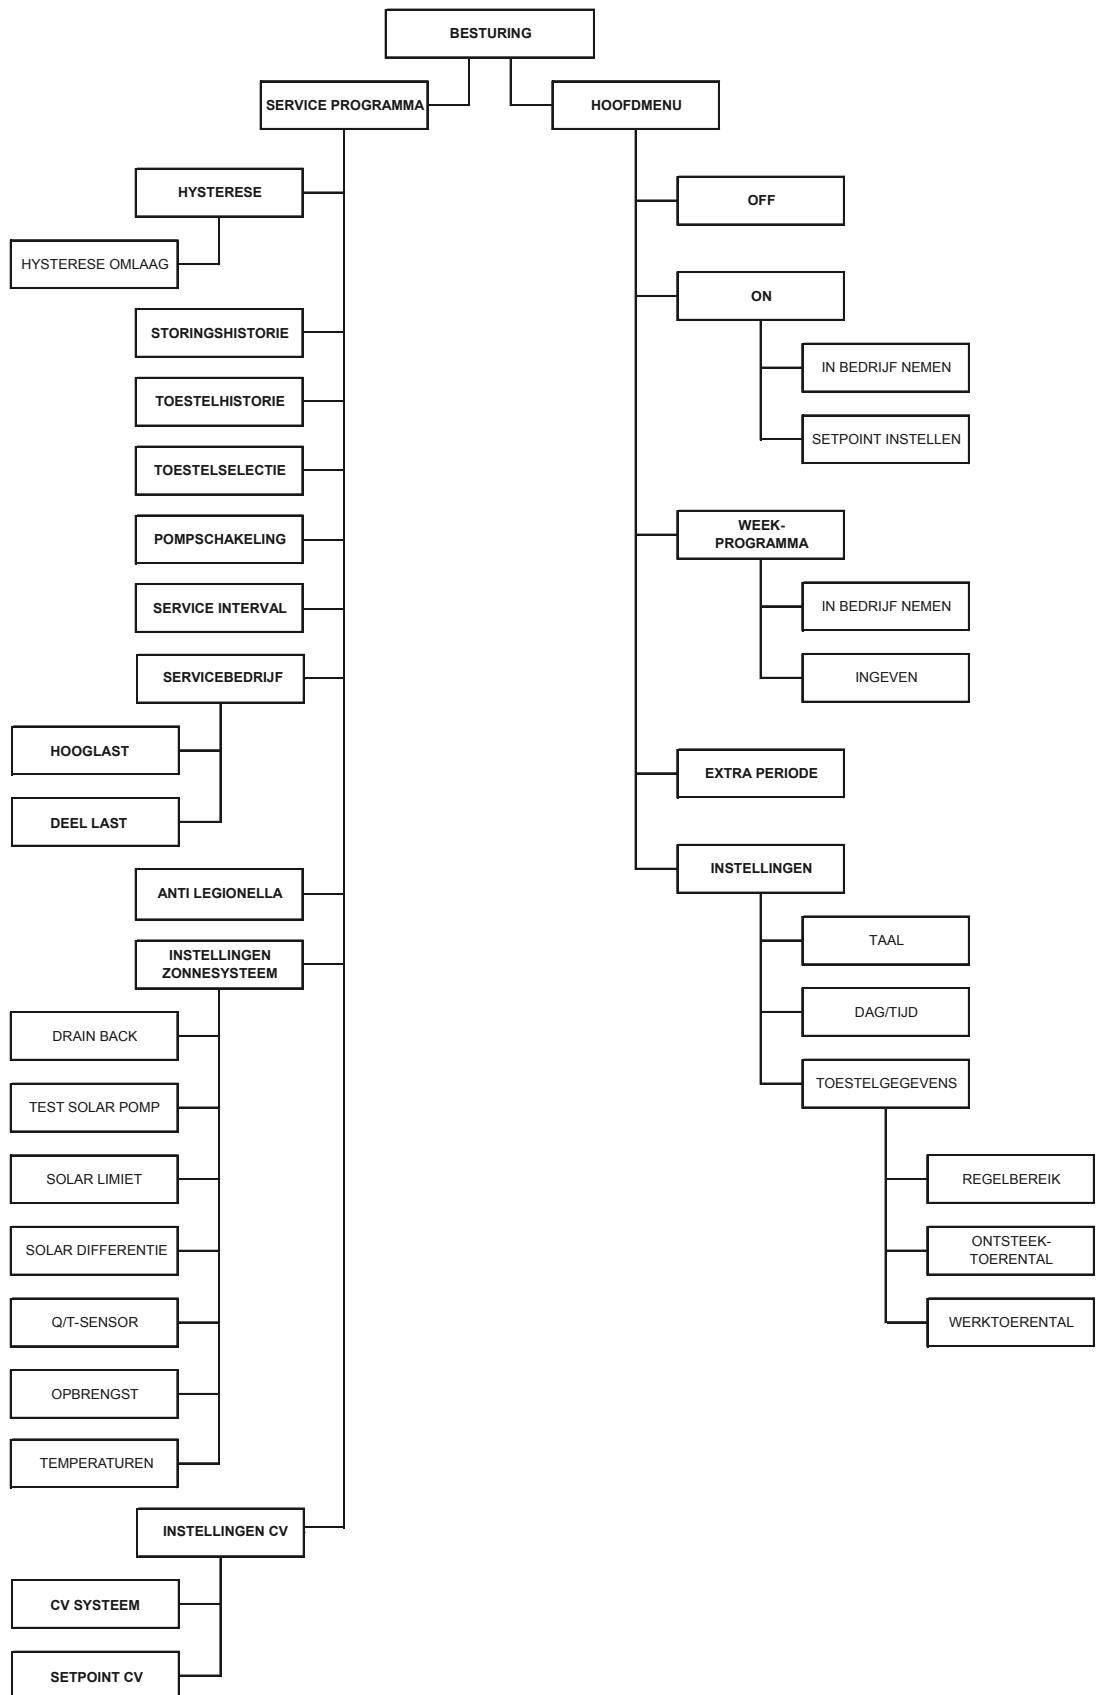 BESTURING
SERVICE PROGRAMMA
HOOFDMENU
HYSTERESE
HYSTERESE OMLAAG
STORINGSHISTORIE
TOESTELHISTORIE
TOESTELSELECTIE
POMPSCHAKELING
SERVICE INTERVAL
SERVICEBEDRIJF
HOOGLAST
DEEL LAST
ANTI LEGIONELLA
INSTELLINGEN
ZONNESYSTEEM
DRAIN BACK
TEST SOLAR POMP
SOLAR LIMIET
SOLAR DIFFERENTIE
Q/T-SENSOR
OPBRENGST
TEMPERATUREN
INSTELLINGEN CV
CV SYSTEEM
SETPOINT CV
OFF
ON
IN BEDRIJF NEMEN
SETPOINT INSTELLEN
WEEK-
PROGRAMMA
IN BEDRIJF NEMEN
INGEVEN
EXTRA PERIODE
INSTELLINGEN
TAAL
DAG/TIJD
TOESTELGEGEVENS
REGELBEREIK
ONTSTEEK-
TOERENTAL
WERKTOERENTAL